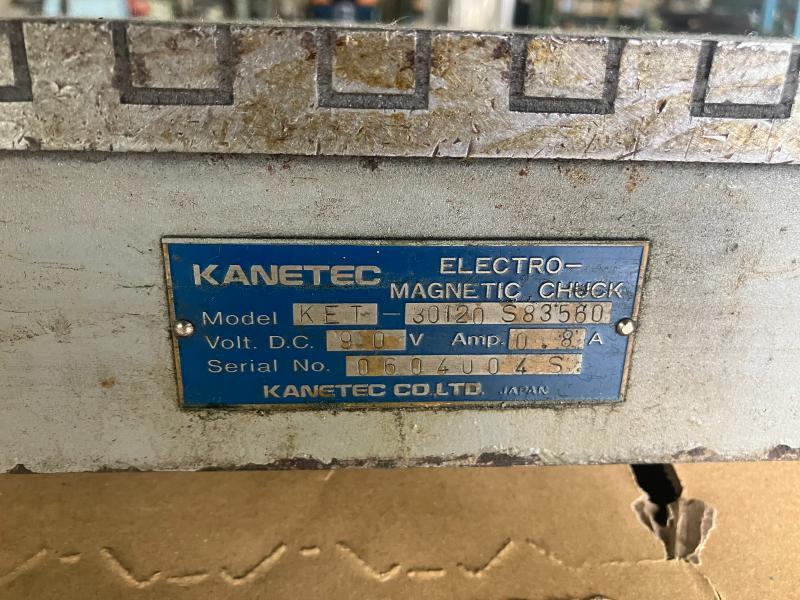 KANETEC
ELECTRO-
MAGNETIC CHUCK
Model KET-30120 S83560
Volt. D.C. 90 V Amp. 0.8 A
Serial No. 0604004S
KANETEC CO.,LTD. JAPAN